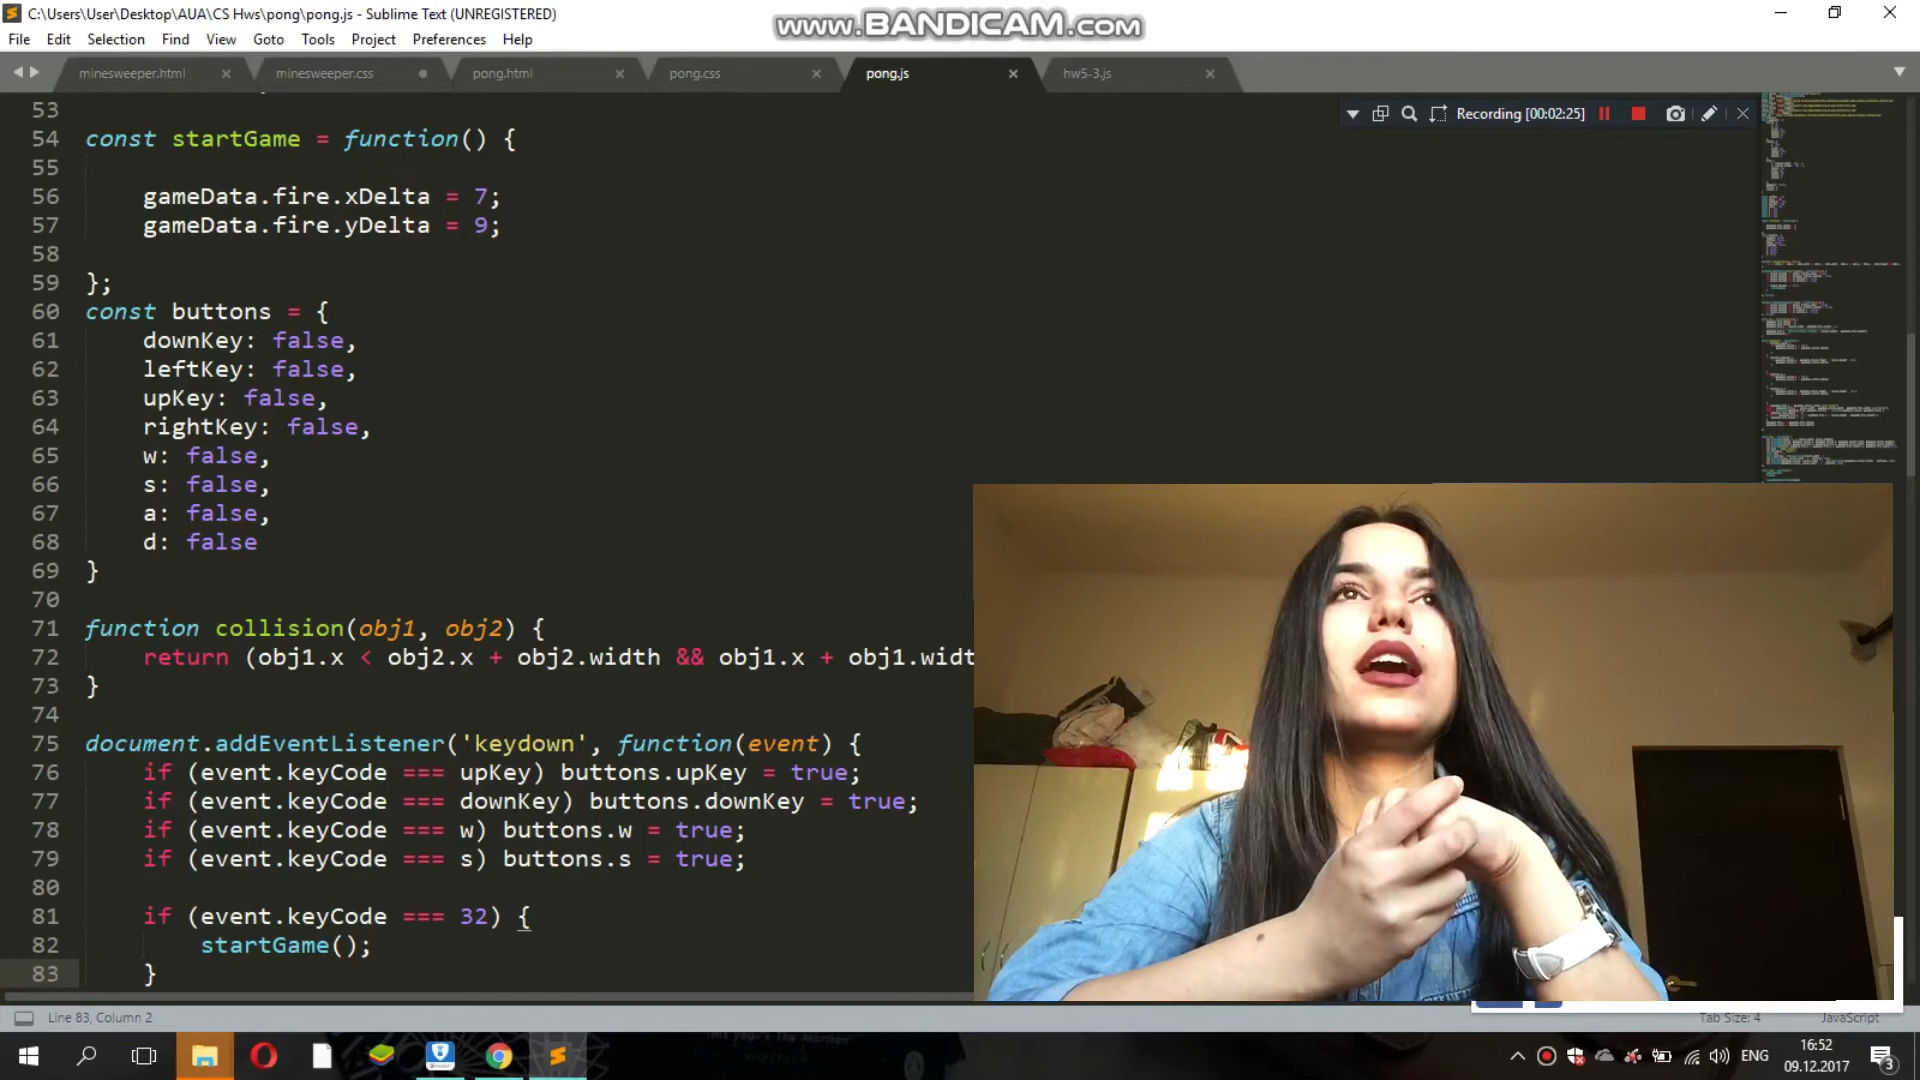 C:\Users\User\Desktop\AUA\CS Hws\pong\pong.js - Sublime Text (UNREGISTERED)
www.BANDICAM.com
File Edit Selection Find View Goto Tools Project Preferences Help
minesweeper.html minesweeper.css pong.html pong.css pong.js hw5-3.js
Recording [00:02:25]
53
54 const startGame = function() {
55
56 gameData.fire.xDelta = 7;
57 gameData.fire.yDelta = 9;
58
59 };
60 const buttons = {
61 downKey: false,
62 leftKey: false,
63 upKey: false,
64 rightKey: false,
65 w: false,
66 s: false,
67 a: false,
68 d: false
69 }
70
71 function collision(obj1, obj2) {
72 return (obj1.x < obj2.x + obj2.width && obj1.x + obj1.widt
73 }
74
75 document.addEventListener('keydown', function(event) {
76 if (event.keyCode === upKey) buttons.upKey = true;
77 if (event.keyCode === downKey) buttons.downKey = true;
78 if (event.keyCode === w) buttons.w = true;
79 if (event.keyCode === s) buttons.s = true;
80
81 if (event.keyCode === 32) {
82 startGame();
83 }
Line 83, Column 2
Tab Size: 4 JavaScript
ENG
16:52
09.12.2017
3